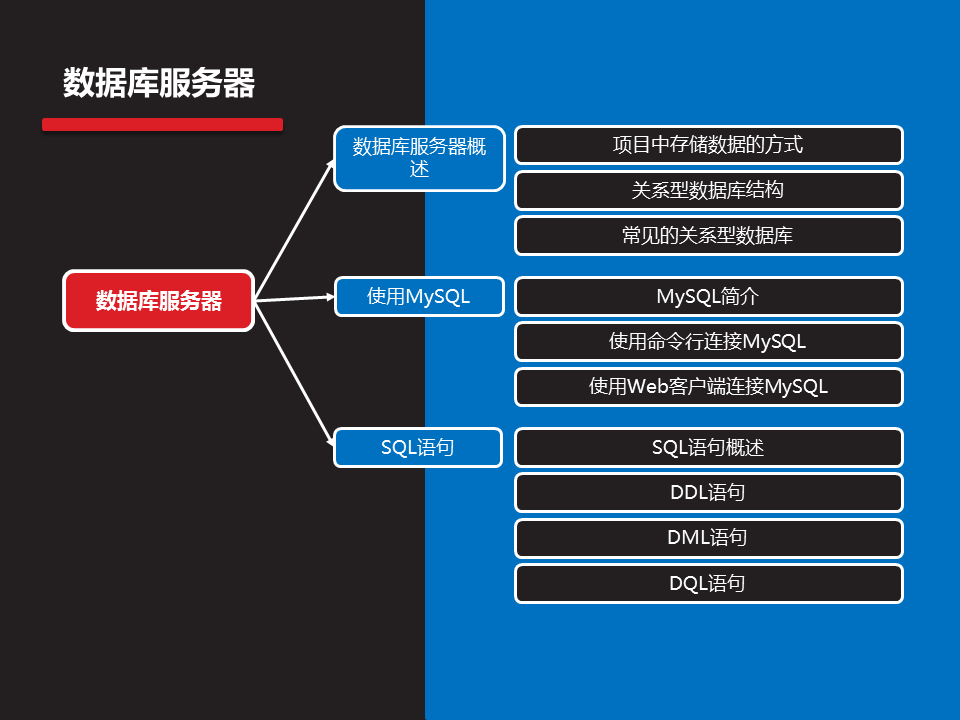 数据库服务器
数据库服务器概
述
项目中存储数据的方式
关系型数据库结构
常见的关系型数据库
数据库服务器
使用MySQL
MySQL简介
使用命令行连接MySQL
使用Web客户端连接MySQL
SQL语句
SQL语句概述
DDL语句
DML语句
DQL语句